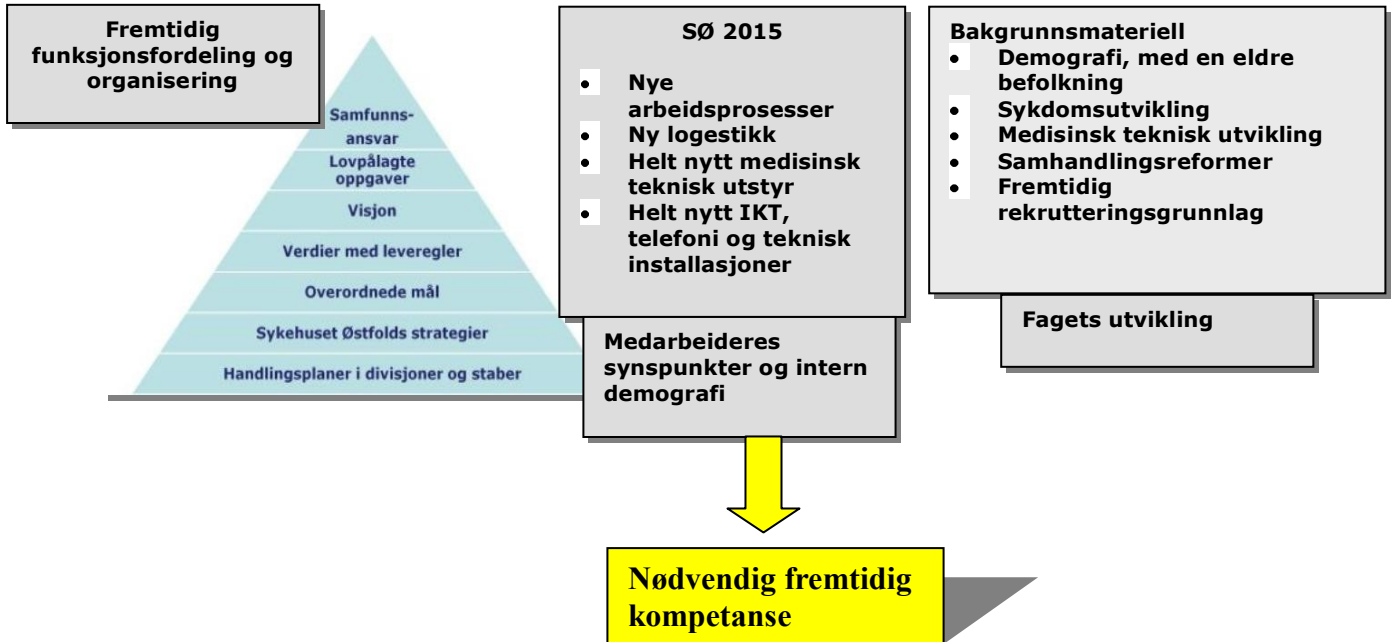 Fremtidig
funksjonsfordeling og
organisering
Samfunns-
ansvar
Lovpålagte
oppgaver
Visjon
Verdier med leveregler
Overordnede mål
Sykehuset Østfolds strategier
Handlingsplaner i divisjoner og staber
SØ 2015
• Nye
arbeidsprosesser
• Ny logestikk
• Helt nytt medisinsk
teknisk utstyr
• Helt nytt IKT,
telefoni og teknisk
installasjoner
Medarbeideres
synspunkter og intern
demografi
Bakgrunnsmateriell
• Demografi, med en eldre
befolkning
• Sykdomsutvikling
• Medisinsk teknisk utvikling
• Samhandlingsreformer
• Fremtidig
rekrutteringsgrunnlag
Fagets utvikling
Nødvendig fremtidig
kompetanse